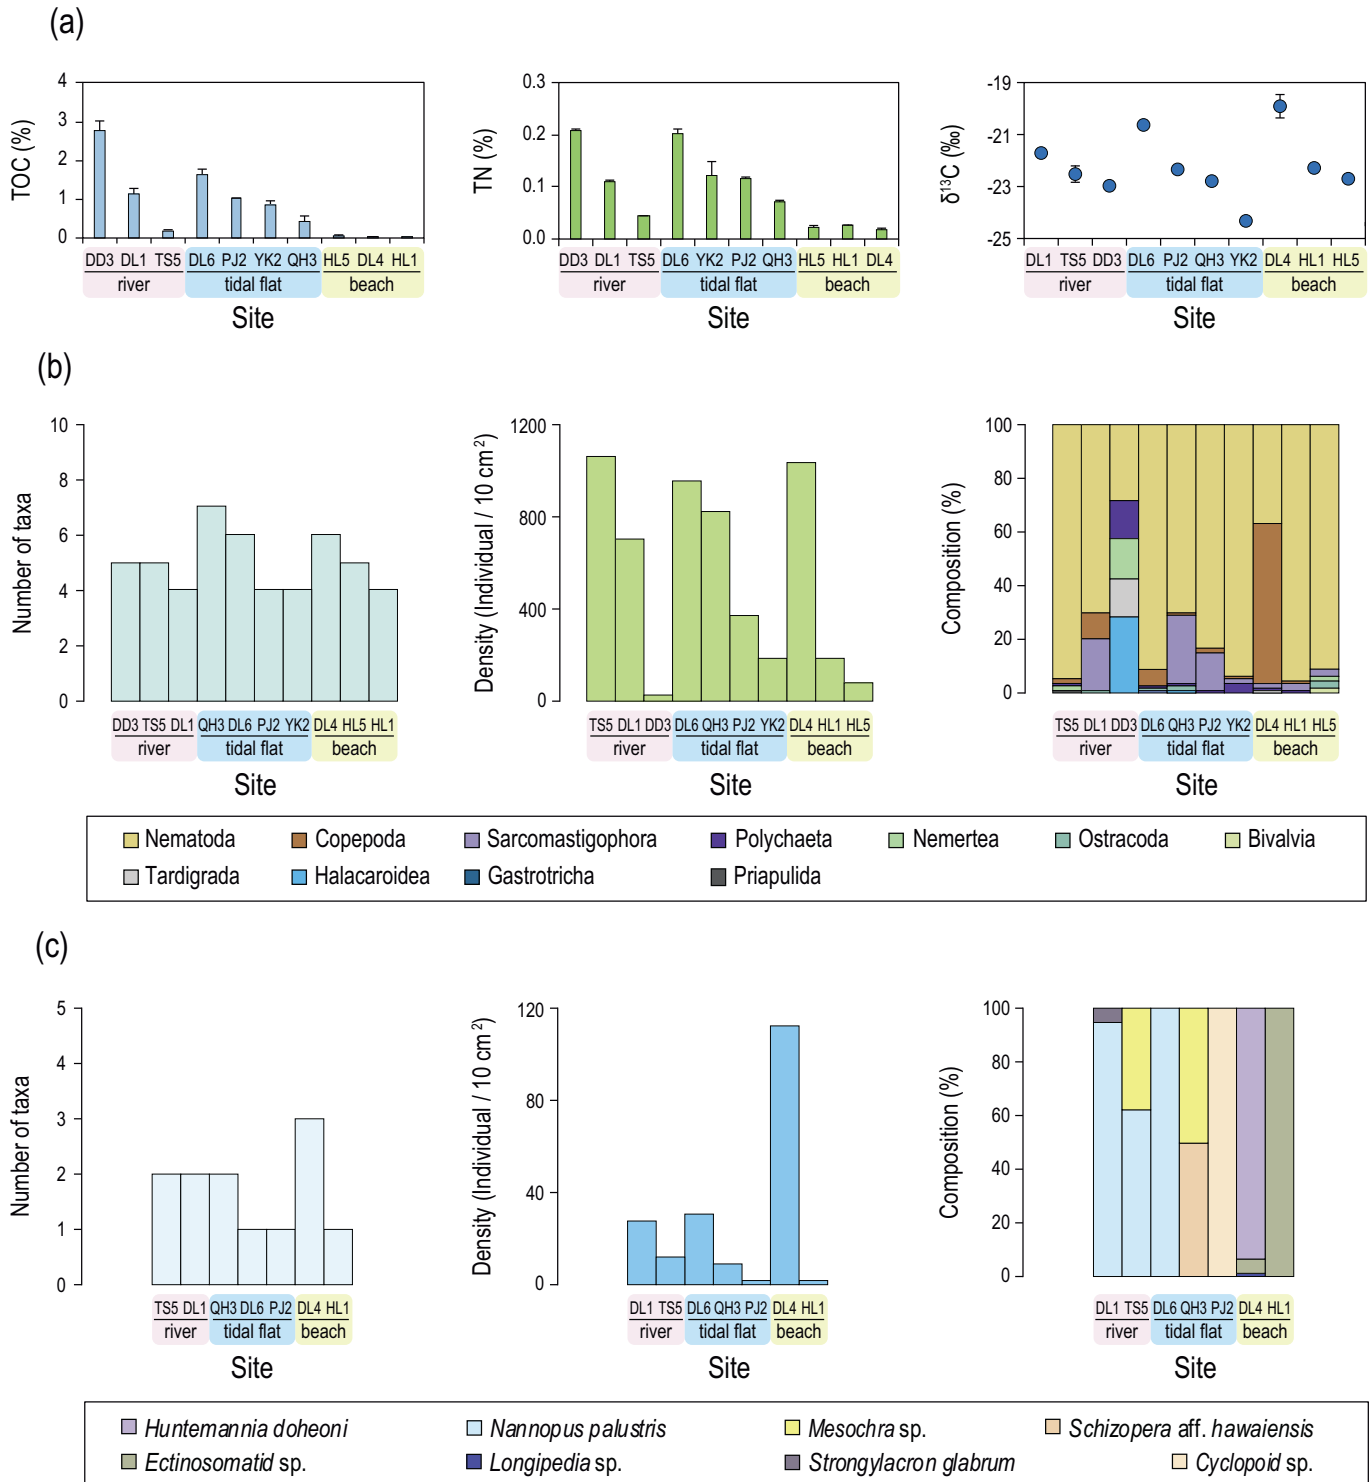 (a)
TOC (%)
4
3
2
1
0
DD3 DL1 TS5 DL6 PJ2 YK2 QH3 HL5 DL4 HL1
river tidal flat beach
Site
TN (%)
0.3
0.2
0.1
0.0
DD3 DL1 TS5 DL6 YK2 PJ2 QH3 HL5 HL1 DL4
river tidal flat beach
Site
δ¹³C (‰)
-19
-21
-23
-25
DL1 TS5 DD3 DL6 PJ2 QH3 YK2 DL4 HL1 HL5
river tidal flat beach
Site
(b)
Number of taxa
10
8
6
4
2
0
DD3 TS5 DL1 QH3 DL6 PJ2 YK2 DL4 HL5 HL1
river tidal flat beach
Site
Density (Individual / 10 cm²)
1200
800
400
0
TS5 DL1 DD3 DL6 QH3 PJ2 YK2 DL4 HL1 HL5
river tidal flat beach
Site
Composition (%)
100
80
60
40
20
0
TS5 DL1 DD3 DL6 QH3 PJ2 YK2 DL4 HL1 HL5
river tidal flat beach
Site
Nematoda Copepoda Sarcomastigophora Polychaeta Nemertea Ostracoda Bivalvia
Tardigrada Halacaroidea Gastrotricha Priapulida
(c)
Number of taxa
5
4
3
2
1
0
TS5 DL1 QH3 DL6 PJ2 DL4 HL1
river tidal flat beach
Site
Density (Individual / 10 cm²)
120
80
40
0
DL1 TS5 DL6 QH3 PJ2 DL4 HL1
river tidal flat beach
Site
Composition (%)
100
80
60
40
20
0
DL1 TS5 DL6 QH3 PJ2 DL4 HL1
river tidal flat beach
Site
Huntemannia doheoni Nannopus palustris Mesochra sp. Schizopera aff. hawaiensis
Ectinosomatid sp. Longipedia sp. Strongylacron glabrum Cyclopoid sp.